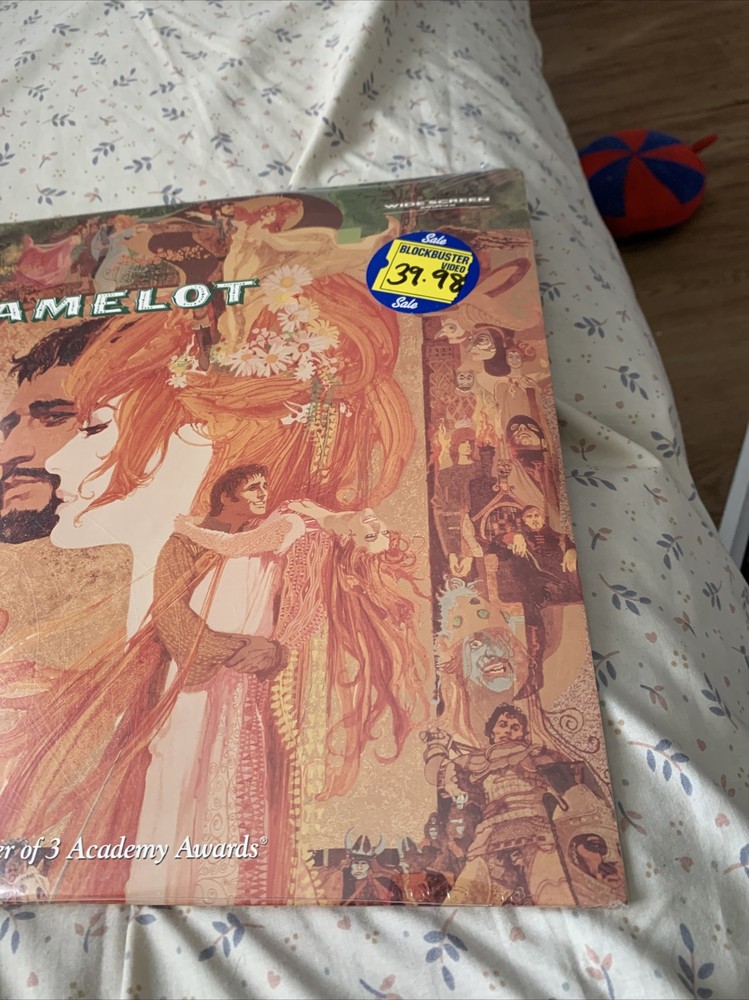 WIDE SCREEN
Sale
BLOCKBUSTER
VIDEO
39.98
Sale
AMELOT
er of 3 Academy Awards®